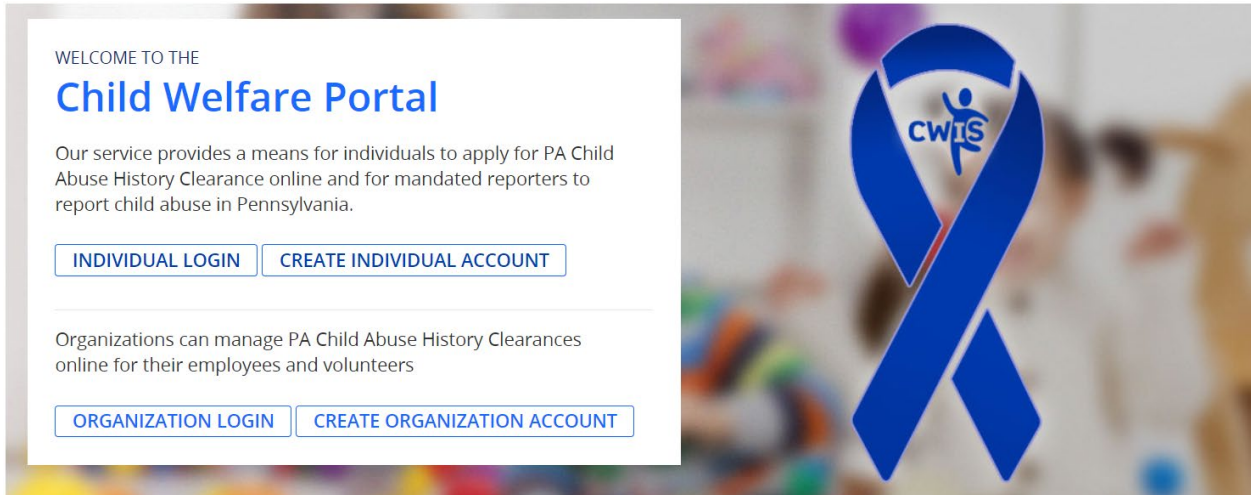 WELCOME TO THE
Child Welfare Portal
Our service provides a means for individuals to apply for PA Child
Abuse History Clearance online and for mandated reporters to
report child abuse in Pennsylvania.
INDIVIDUAL LOGIN CREATE INDIVIDUAL ACCOUNT
Organizations can manage PA Child Abuse History Clearances
online for their employees and volunteers
ORGANIZATION LOGIN CREATE ORGANIZATION ACCOUNT
CWIS